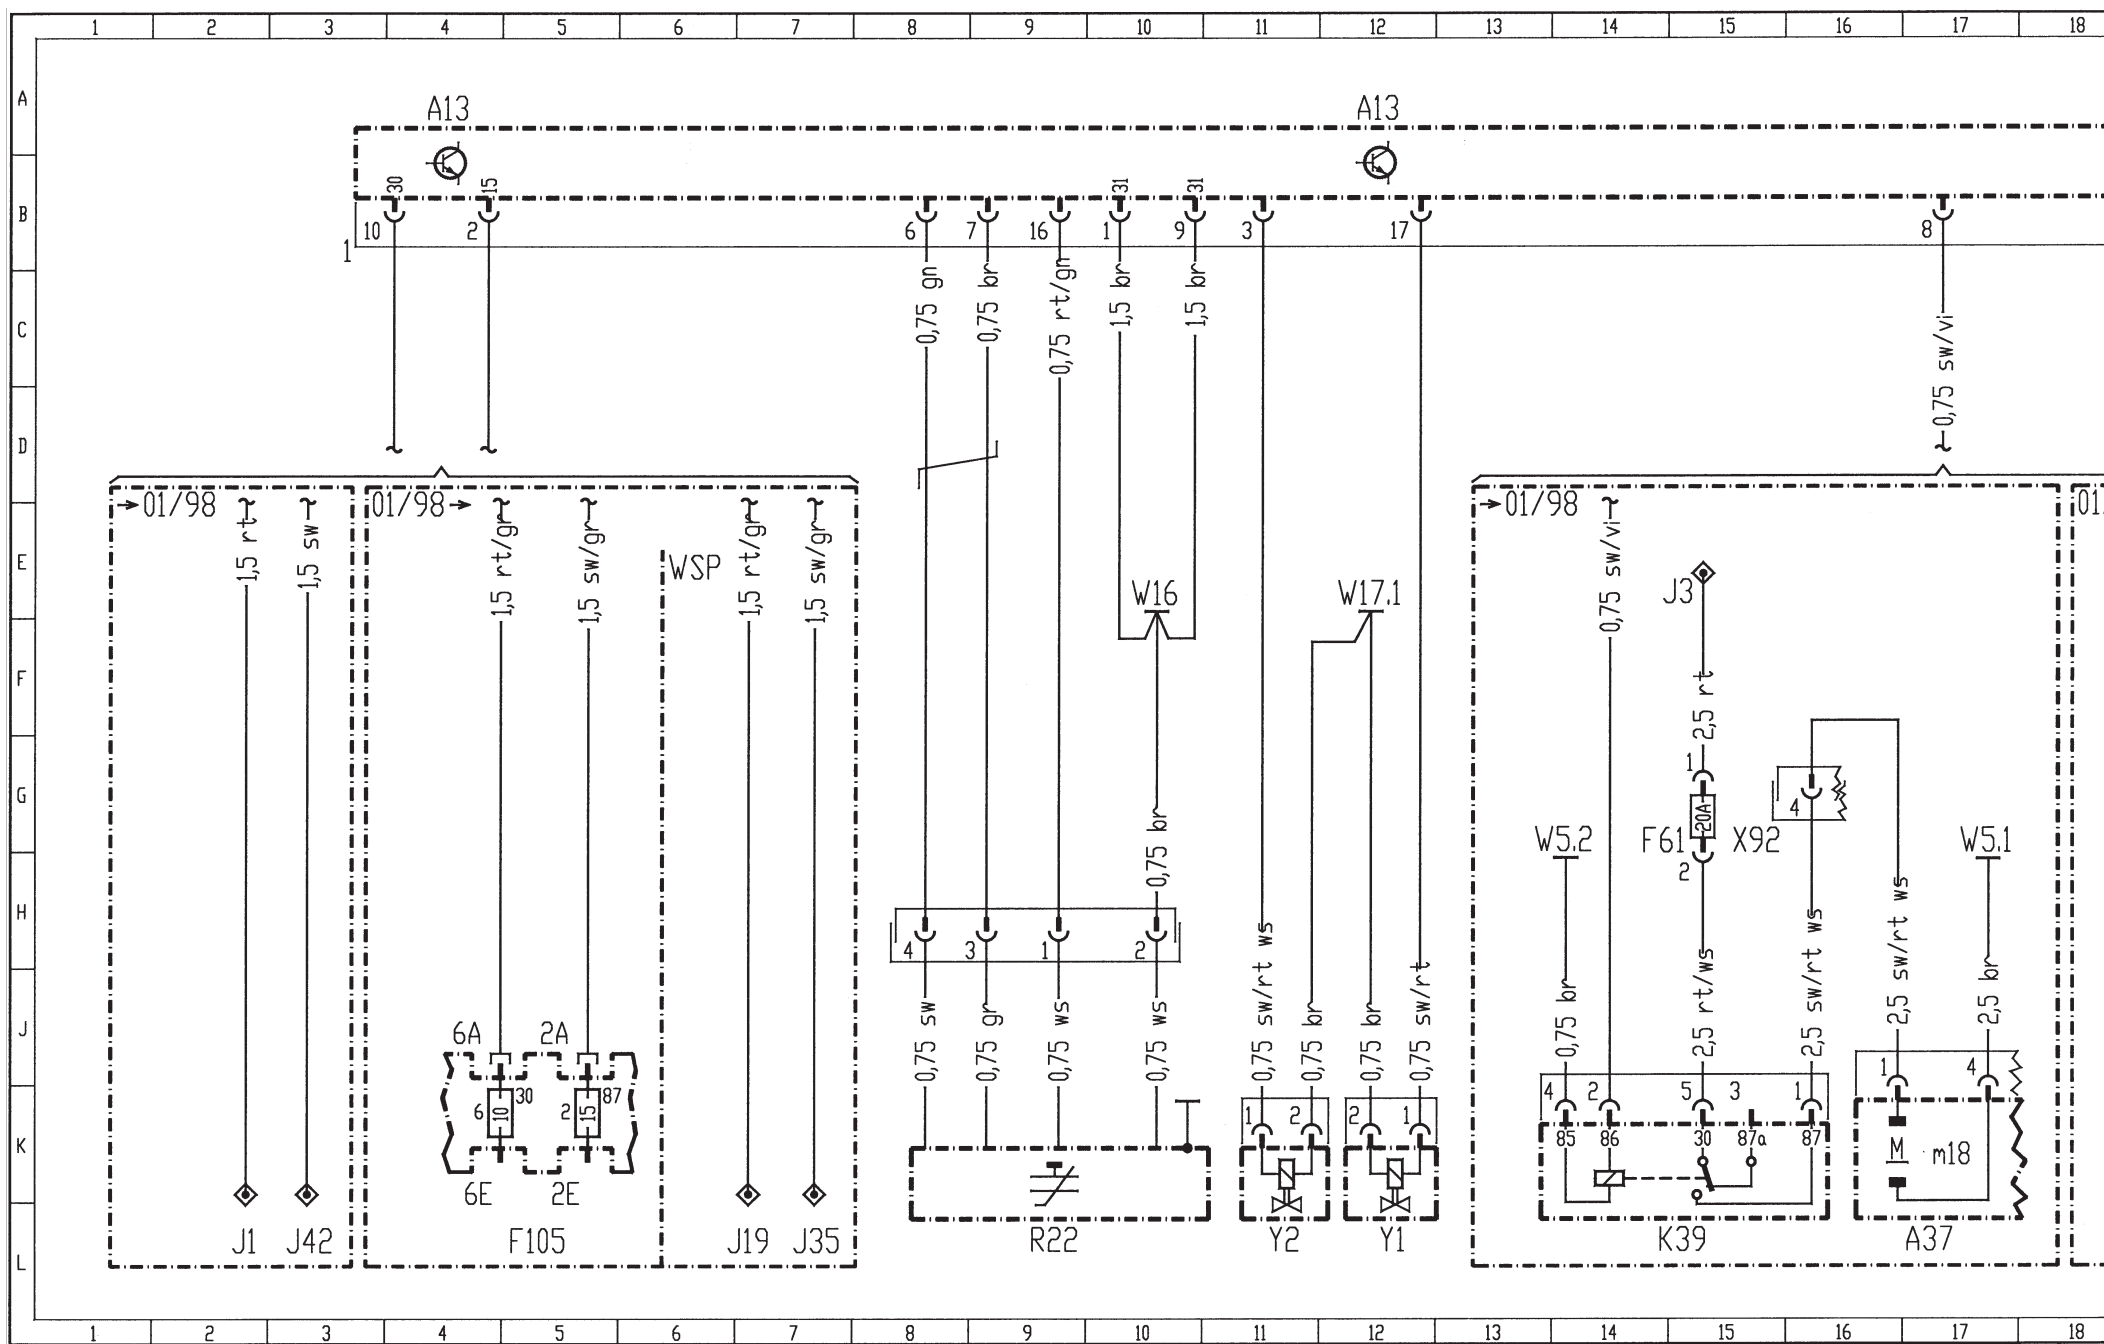 1 2 3 4 5 6 7 8 9 10 11 12 13 14 15 16 17 18
A
A13 A13
30 15 31 31
B
10 2 6 7 16 1 9 3 17 8
1
0,75 gn
0,75 br
0,75 rt/gn
1,5 br
1,5 br
0,75 sw/vi
C
D
01/98 01/98 01/98 01
1,5 rt
1,5 sw
1,5 rt/gr
1,5 sw/gr
WSP
1,5 rt/gr
1,5 sw/gr
0,75 sw/vi
E
W16 W17.1 J3
F
2,5 rt
1
G
20A
4
W5.2 F61 X92 W5.1
2
0,75 br
H
4 3 1 2
0,75 sw
0,75 gr
0,75 ws
0,75 ws
0,75 sw/rt ws
0,75 br
0,75 br
0,75 sw/rt
0,75 br
2,5 rt/ws
2,5 sw/rt ws
2,5 sw/rt ws
2,5 br
J
6A 2A
1 4
6 10 30 2 15 87
4 2 5 3 1
1 2 2 1
85 86 30 87a 87
K
M m18
6E 2E
J1 J42 F105 J19 J35 R22 Y2 Y1 K39 A37
L
1 2 3 4 5 6 7 8 9 10 11 12 13 14 15 16 17 18